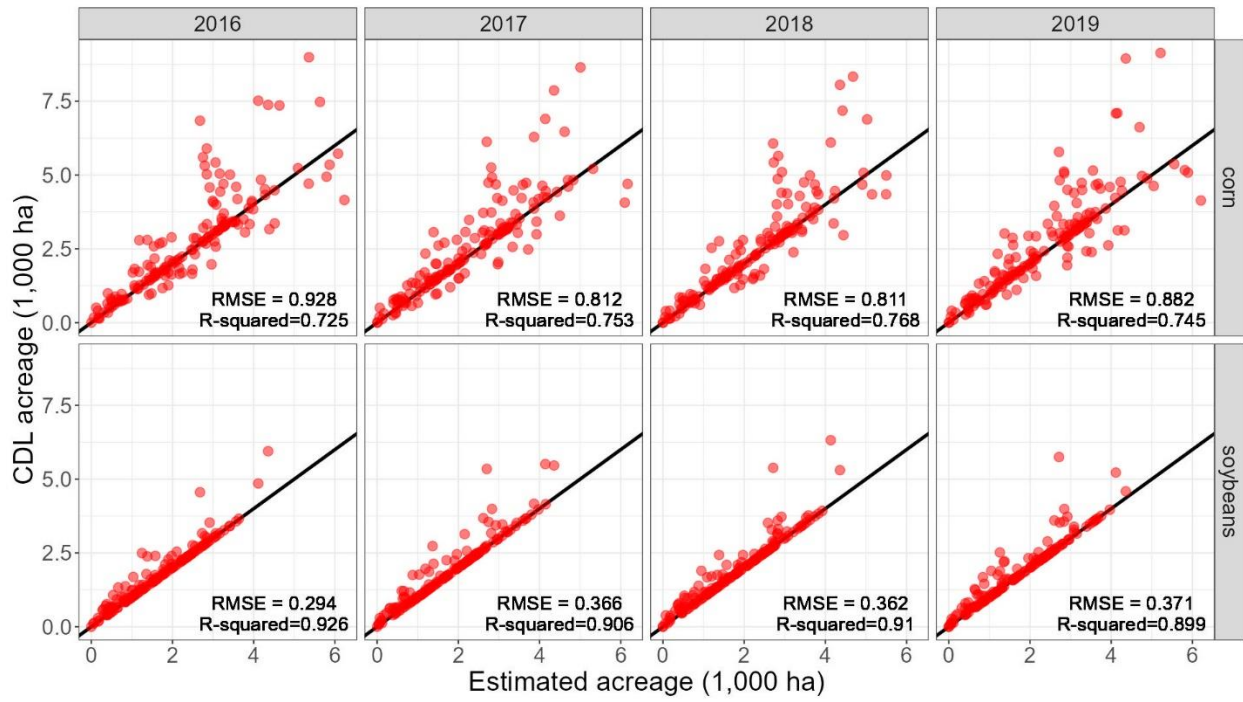 2016
2017
2018
2019
CDL acreage (1,000 ha)
7.5
5.0
2.5
0.0
RMSE = 0.928
R-squared=0.725
RMSE = 0.812
R-squared=0.753
RMSE = 0.811
R-squared=0.768
RMSE = 0.882
R-squared=0.745
corn
7.5
5.0
2.5
0.0
RMSE = 0.294
R-squared=0.926
RMSE = 0.366
R-squared=0.906
RMSE = 0.362
R-squared=0.91
RMSE = 0.371
R-squared=0.899
soybeans
0 2 4 6
0 2 4 6
0 2 4 6
0 2 4 6
Estimated acreage (1,000 ha)